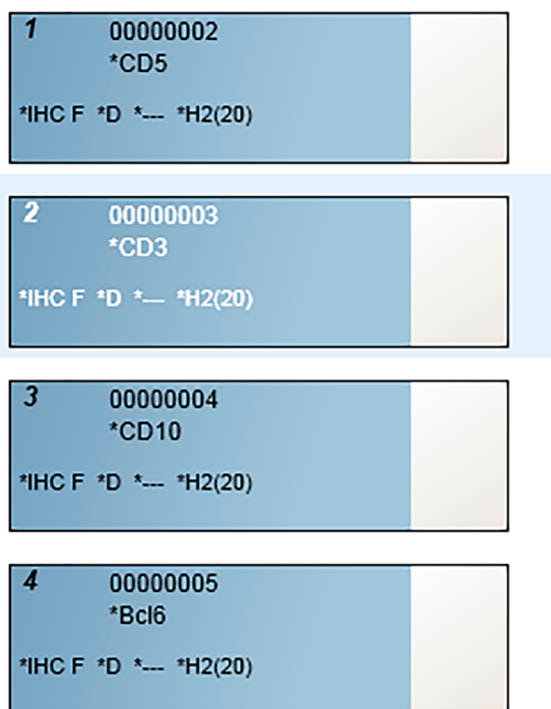 1 00000002
*CD5
*IHC F *D *--- *H2(20)
2 00000003
*CD3
*IHC F *D *--- *H2(20)
3 00000004
*CD10
*IHC F *D *--- *H2(20)
4 00000005
*Bcl6
*IHC F *D *--- *H2(20)